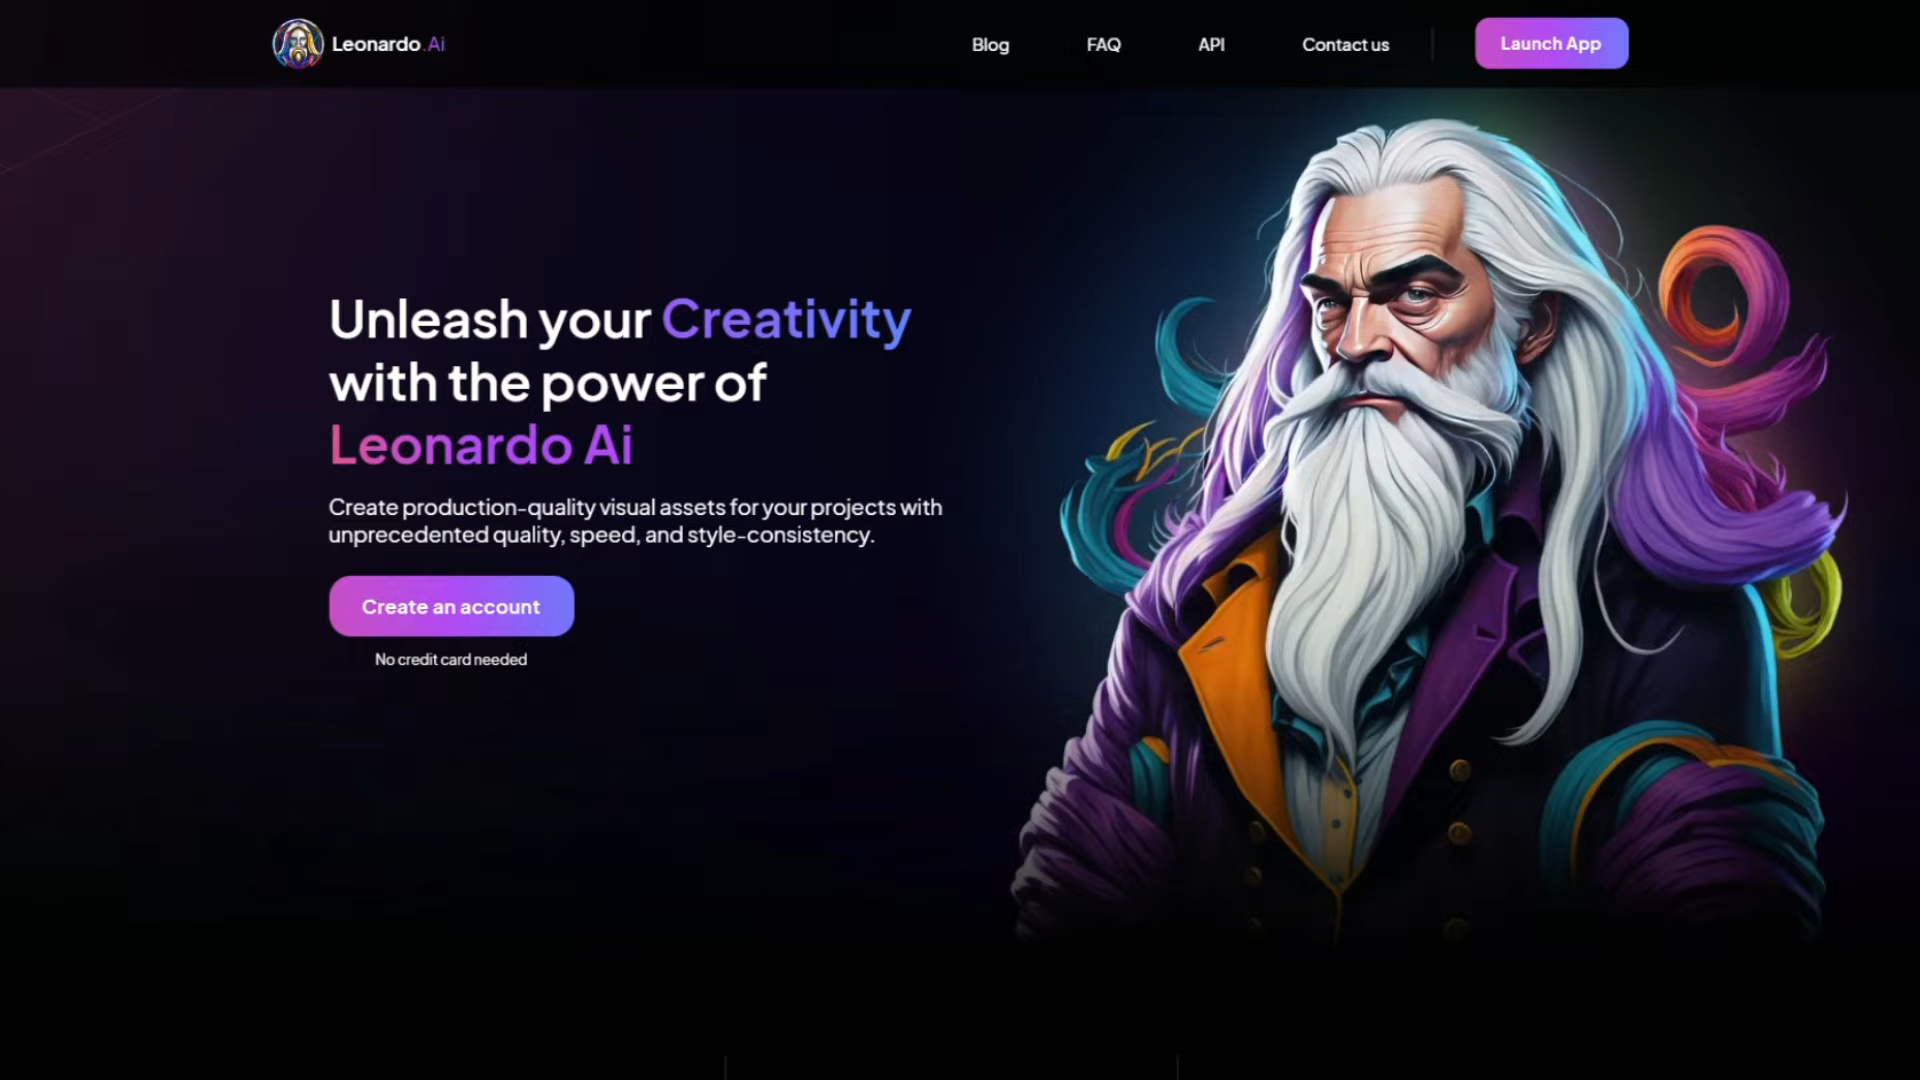 Leonardo.Ai
Blog
FAQ
API
Contact us
Launch App
Unleash your Creativity
with the power of
Leonardo Ai
Create production-quality visual assets for your projects with
unprecedented quality, speed, and style-consistency.
Create an account
No credit card needed